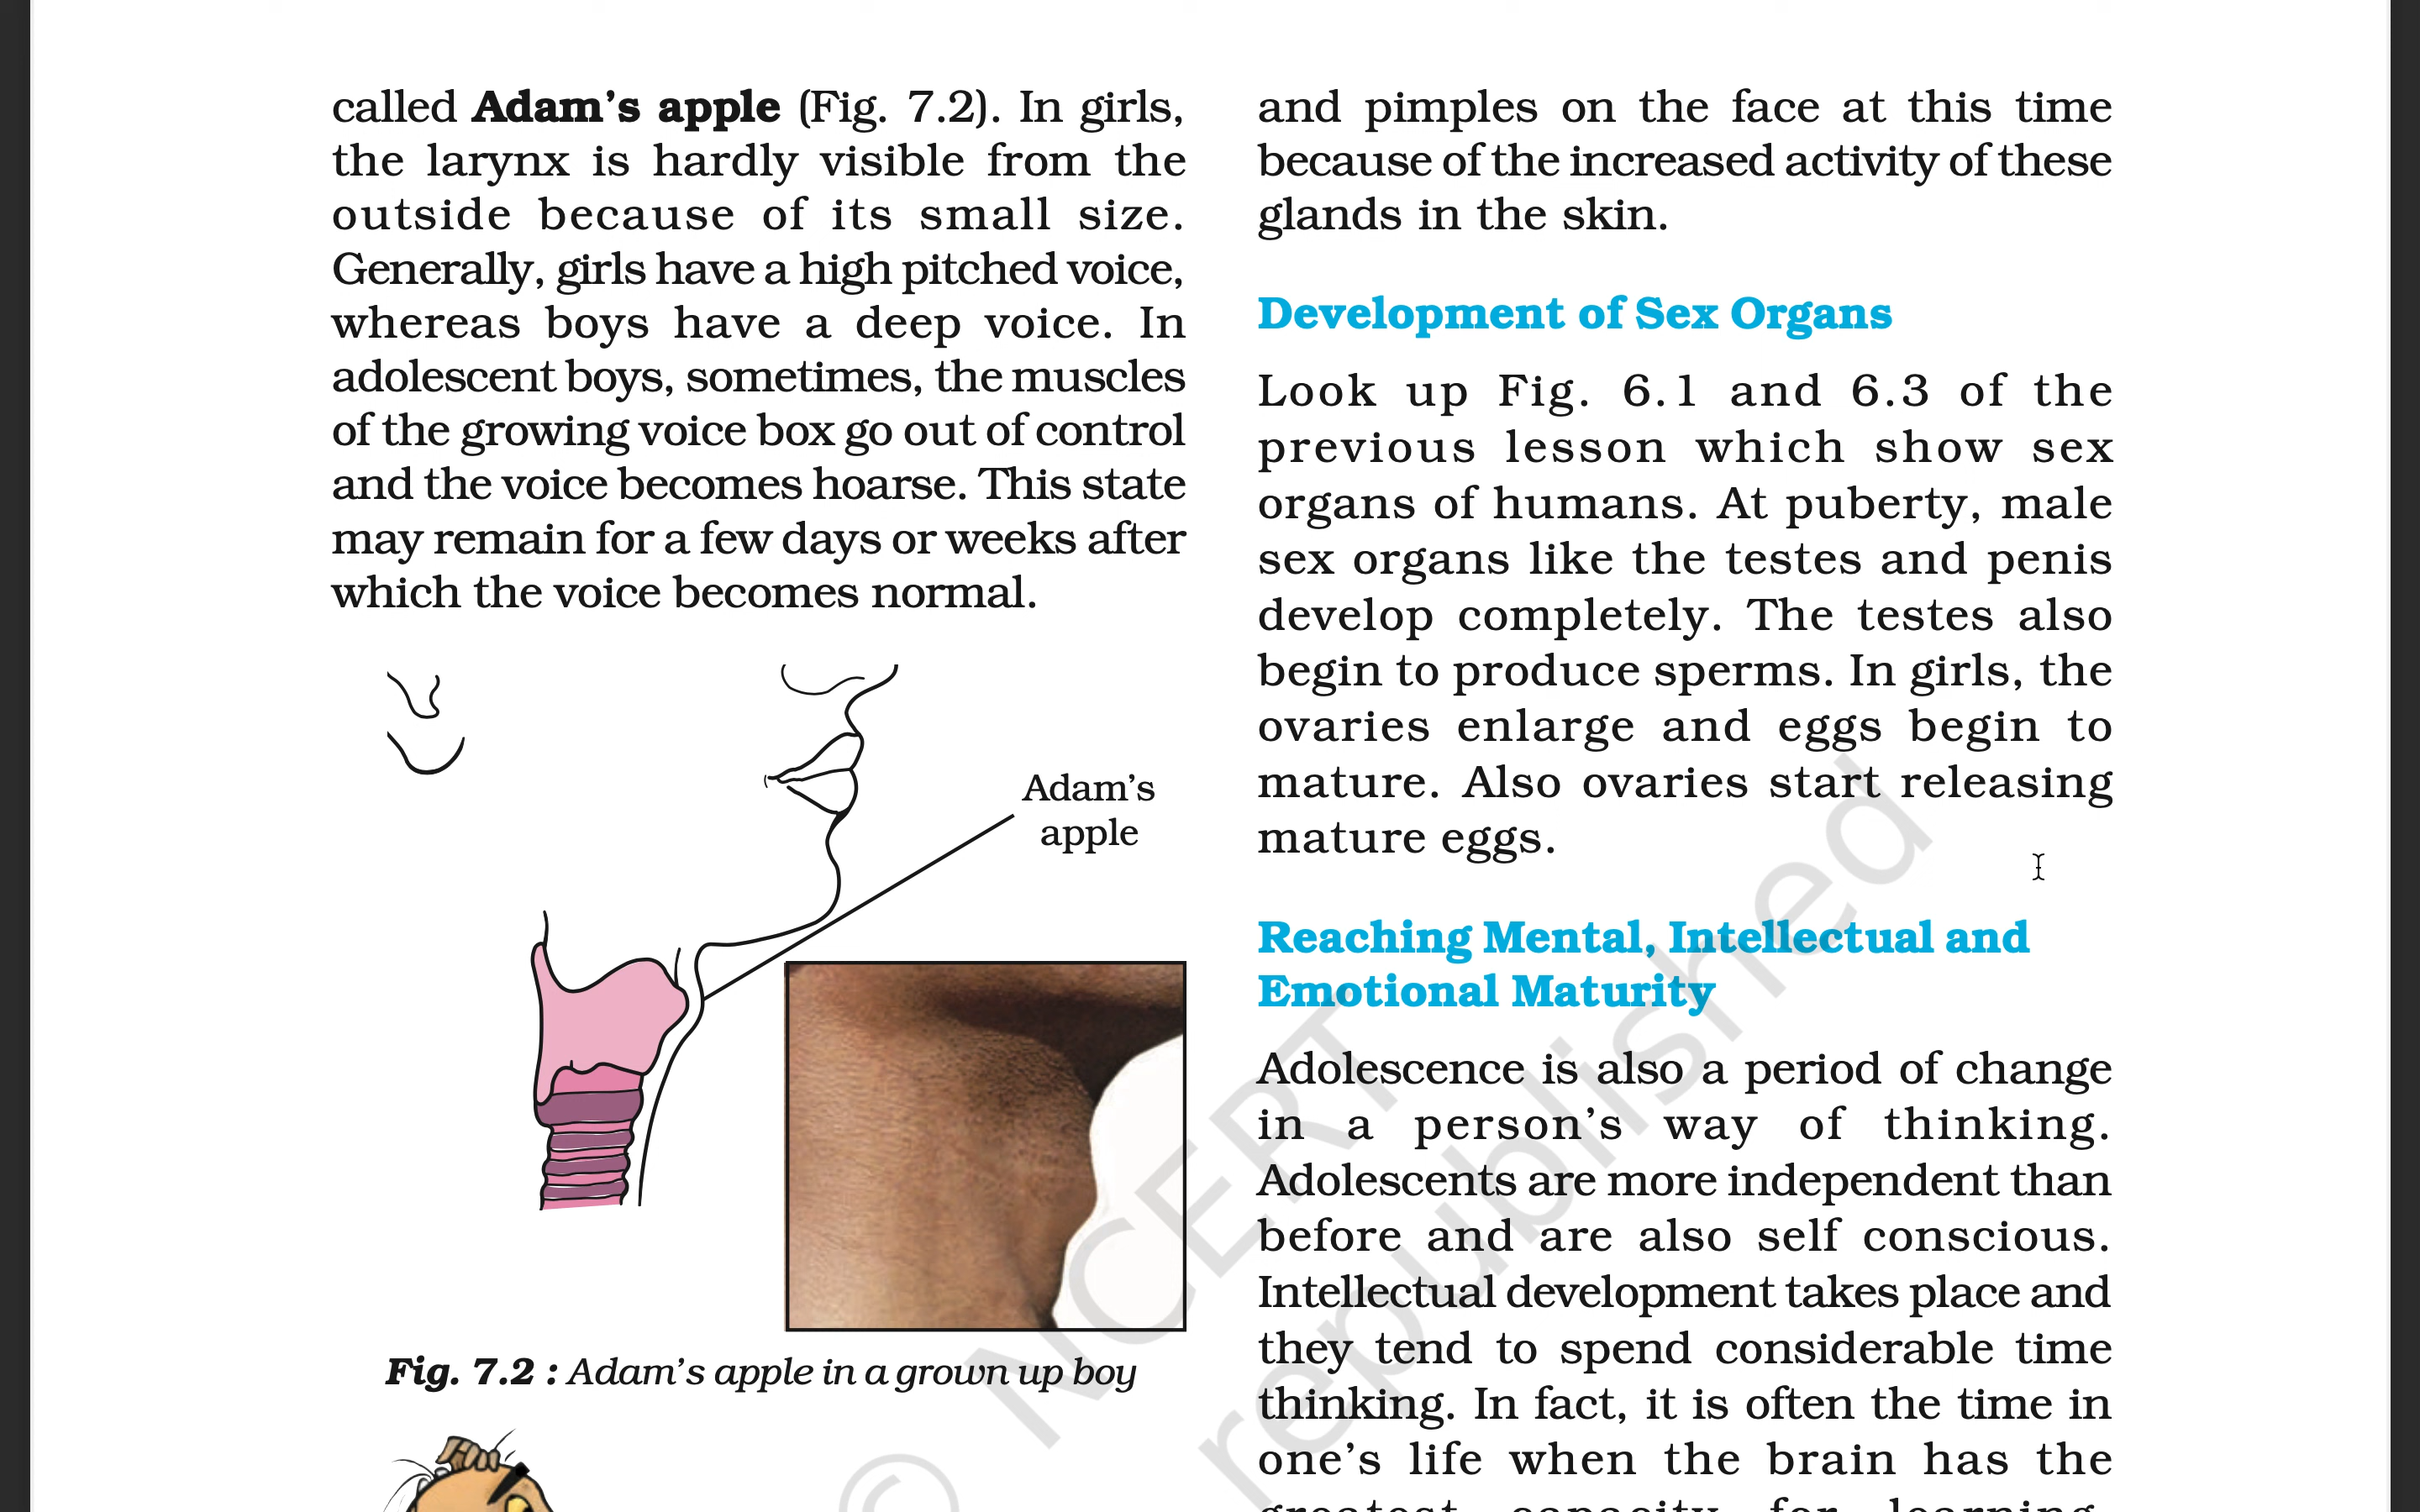 called Adam's apple (Fig. 7.2). In girls,
the larynx is hardly visible from the
outside because of its small size.
Generally, girls have a high pitched voice,
whereas boys have a deep voice. In
adolescent boys, sometimes, the muscles
of the growing voice box go out of control
and the voice becomes hoarse. This state
may remain for a few days or weeks after
which the voice becomes normal.
Adam's
apple
Fig. 7.2 : Adam's apple in a grown up boy
and pimples on the face at this time
because of the increased activity of these
glands in the skin.
Development of Sex Organs
Look up Fig. 6.1 and 6.3 of the
previous lesson which show sex
organs of humans. At puberty, male
sex organs like the testes and penis
develop completely. The testes also
begin to produce sperms. In girls, the
ovaries enlarge and eggs begin to
mature. Also ovaries start releasing
mature eggs.
Reaching Mental, Intellectual and
Emotional Maturity
Adolescence is also a period of change
in a person's way of thinking.
Adolescents are more independent than
before and are also self conscious.
Intellectual development takes place and
they tend to spend considerable time
thinking. In fact, it is often the time in
one's life when the brain has the
greatest capacity for learning.
© NCERT
republished